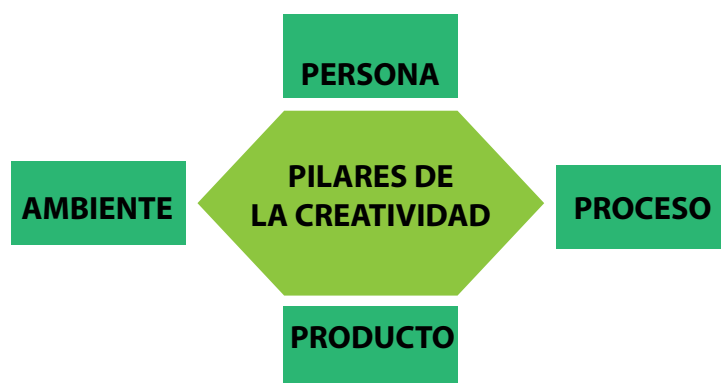 PERSONA
PILARES DE
LA CREATIVIDAD
AMBIENTE
PROCESO
PRODUCTO